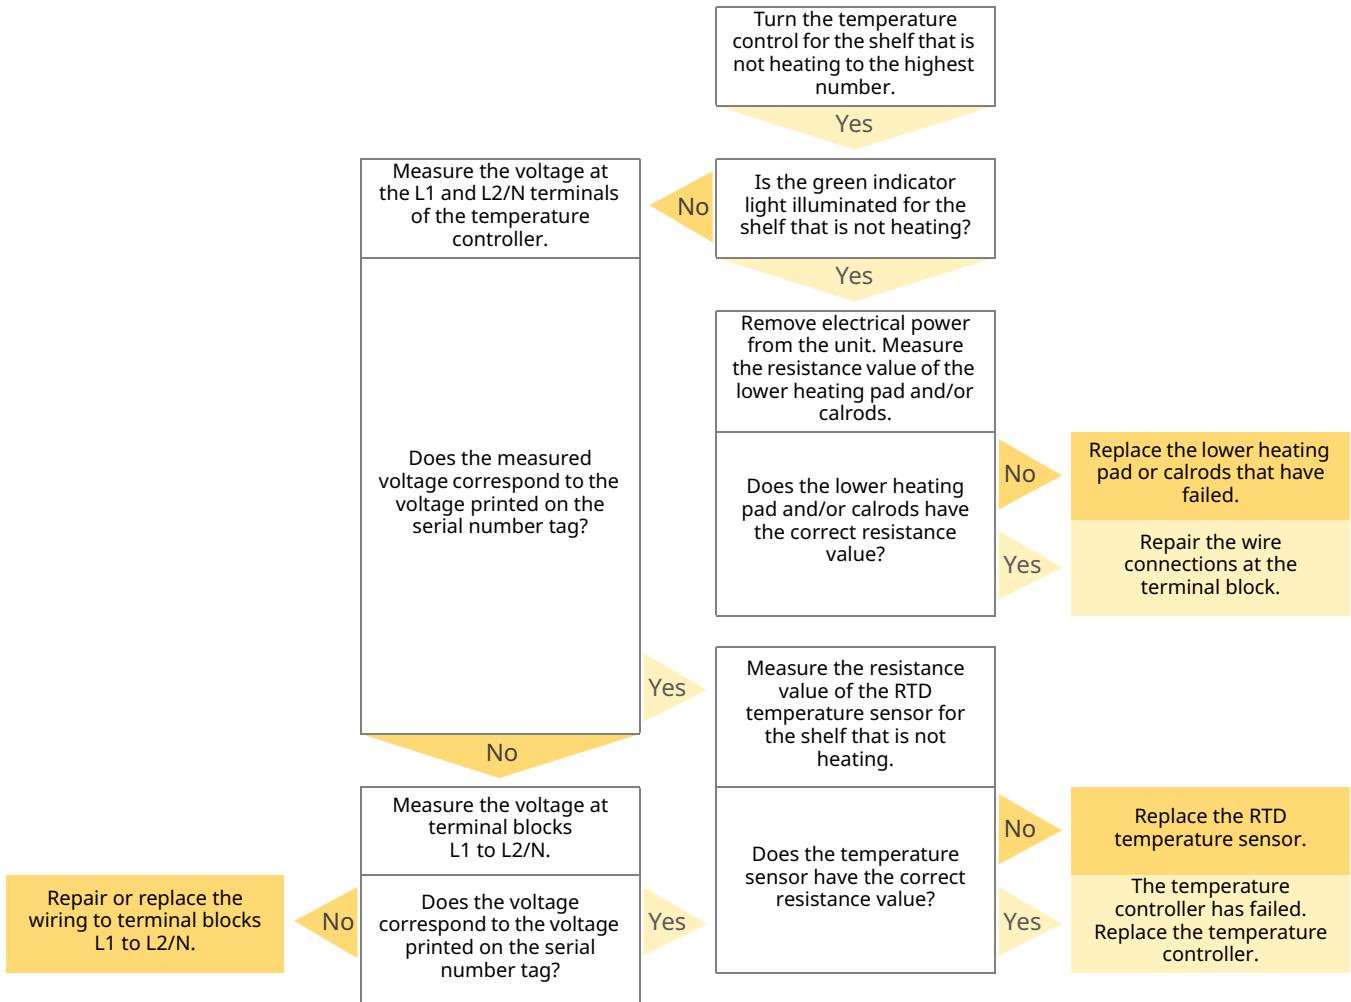 Turn the temperature
control for the shelf that is
not heating to the highest
number.
Yes
Is the green indicator
light illuminated for the
shelf that is not heating?
No
Measure the voltage at
the L1 and L2/N terminals
of the temperature
controller.
Yes
Remove electrical power
from the unit. Measure
the resistance value of the
lower heating pad and/or
calrods.
Does the lower heating
pad and/or calrods have
the correct resistance
value?
No
Replace the lower heating
pad or calrods that have
failed.
Yes
Repair the wire
connections at the
terminal block.
Does the measured
voltage correspond to the
voltage printed on the
serial number tag?
Yes
Measure the resistance
value of the RTD
temperature sensor for
the shelf that is not
heating.
No
Measure the voltage at
terminal blocks
L1 to L2/N.
Does the temperature
sensor have the correct
resistance value?
No
Replace the RTD
temperature sensor.
Yes
The temperature
controller has failed.
Replace the temperature
controller.
Does the voltage
correspond to the voltage
printed on the serial
number tag?
Yes
No
Repair or replace the
wiring to terminal blocks
L1 to L2/N.